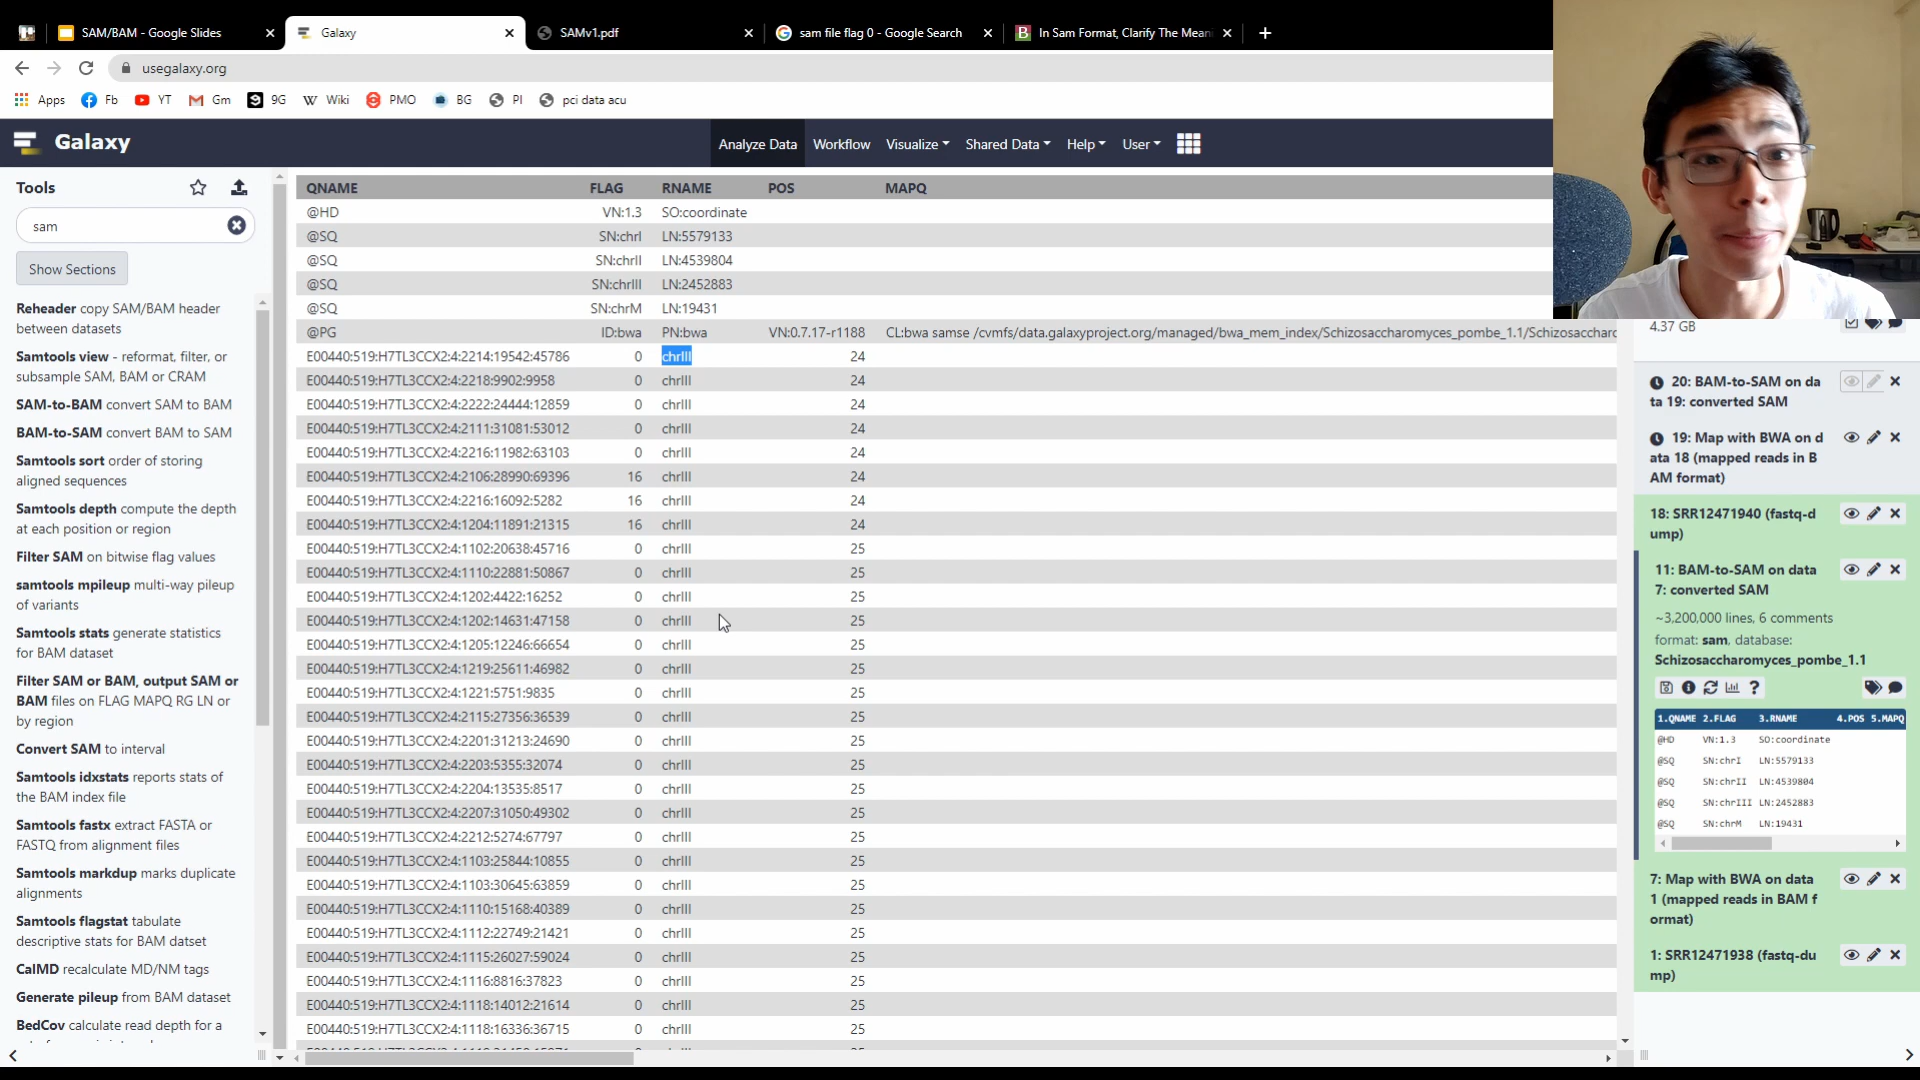 SAM/BAM - Google Slides
Galaxy
SAMv1.pdf
sam file flag 0 - Google Search
In Sam Format, Clarify The Meani
usegalaxy.org
Apps Fb YT Gm 9G Wiki PMO BG PI pci data acu
Galaxy
Analyze Data Workflow Visualize Shared Data Help User
Tools
sam
Show Sections
Reheader copy SAM/BAM header
between datasets
Samtools view - reformat, filter, or
subsample SAM, BAM or CRAM
SAM-to-BAM convert SAM to BAM
BAM-to-SAM convert BAM to SAM
Samtools sort order of storing
aligned sequences
Samtools depth compute the depth
at each position or region
Filter SAM on bitwise flag values
samtools mpileup multi-way pileup
of variants
Samtools stats generate statistics
for BAM dataset
Filter SAM or BAM, output SAM or
BAM files on FLAG MAPQ RG LN or
by region
Convert SAM to interval
Samtools idxstats reports stats of
the BAM index file
Samtools fastx extract FASTA or
FASTQ from alignment files
Samtools markdup marks duplicate
alignments
Samtools flagstat tabulate
descriptive stats for BAM datset
CalMD recalculate MD/NM tags
Generate pileup from BAM dataset
BedCov calculate read depth for a
QNAME FLAG RNAME POS MAPQ
@HD VN:1.3 SO:coordinate
@SQ SN:chrI LN:5579133
@SQ SN:chrII LN:4539804
@SQ SN:chrIII LN:2452883
@SQ SN:chrM LN:19431
@PG ID:bwa PN:bwa VN:0.7.17-r1188 CL:bwa samse /cvmfs/data.galaxyproject.org/managed/bwa_mem_index/Schizosaccharomyces_pombe_1.1/Schizosaccharo
E00440:519:H7TL3CCX2:4:2214:19542:45786 0 chrIII 24
E00440:519:H7TL3CCX2:4:2218:9902:9958 0 chrIII 24
E00440:519:H7TL3CCX2:4:2222:24444:12859 0 chrIII 24
E00440:519:H7TL3CCX2:4:2111:31081:53012 0 chrIII 24
E00440:519:H7TL3CCX2:4:2216:11982:63103 0 chrIII 24
E00440:519:H7TL3CCX2:4:2106:28990:69396 16 chrIII 24
E00440:519:H7TL3CCX2:4:2216:16092:5282 16 chrIII 24
E00440:519:H7TL3CCX2:4:1204:11891:21315 16 chrIII 24
E00440:519:H7TL3CCX2:4:1102:20638:45716 0 chrIII 25
E00440:519:H7TL3CCX2:4:1110:22881:50867 0 chrIII 25
E00440:519:H7TL3CCX2:4:1202:4422:16252 0 chrIII 25
E00440:519:H7TL3CCX2:4:1202:14631:47158 0 chrIII 25
E00440:519:H7TL3CCX2:4:1205:12246:66654 0 chrIII 25
E00440:519:H7TL3CCX2:4:1219:25611:46982 0 chrIII 25
E00440:519:H7TL3CCX2:4:1221:5751:9835 0 chrIII 25
E00440:519:H7TL3CCX2:4:2115:27356:36539 0 chrIII 25
E00440:519:H7TL3CCX2:4:2201:31213:24690 0 chrIII 25
E00440:519:H7TL3CCX2:4:2203:5355:32074 0 chrIII 25
E00440:519:H7TL3CCX2:4:2204:13535:8517 0 chrIII 25
E00440:519:H7TL3CCX2:4:2207:31050:49302 0 chrIII 25
E00440:519:H7TL3CCX2:4:2212:5274:67797 0 chrIII 25
E00440:519:H7TL3CCX2:4:1103:25844:10855 0 chrIII 25
E00440:519:H7TL3CCX2:4:1103:30645:63859 0 chrIII 25
E00440:519:H7TL3CCX2:4:1110:15168:40389 0 chrIII 25
E00440:519:H7TL3CCX2:4:1112:22749:21421 0 chrIII 25
E00440:519:H7TL3CCX2:4:1115:26027:59024 0 chrIII 25
E00440:519:H7TL3CCX2:4:1116:8816:37823 0 chrIII 25
E00440:519:H7TL3CCX2:4:1118:14012:21614 0 chrIII 25
E00440:519:H7TL3CCX2:4:1118:16336:36715 0 chrIII 25
4.37 GB
20: BAM-to-SAM on da
ta 19: converted SAM
19: Map with BWA on d
ata 18 (mapped reads in B
AM format)
18: SRR12471940 (fastq-d
ump)
11: BAM-to-SAM on data
7: converted SAM
~3,200,000 lines, 6 comments
format: sam, database:
Schizosaccharomyces_pombe_1.1
1.QNAME 2.FLAG 3.RNAME 4.POS 5.MAPQ
@HD VN:1.3 SO:coordinate
@SQ SN:chrI LN:5579133
@SQ SN:chrII LN:4539804
@SQ SN:chrIII LN:2452883
@SQ SN:chrM LN:19431
7: Map with BWA on data
1 (mapped reads in BAM f
ormat)
1: SRR12471938 (fastq-du
mp)